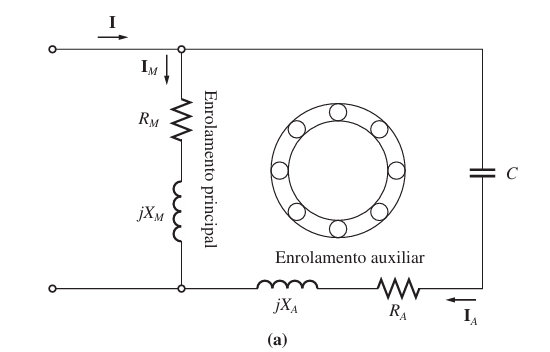 I
I_M
R_M
Enrolamento principal
jX_M
C
Enrolamento auxiliar
jX_A
R_A
I_A
(a)